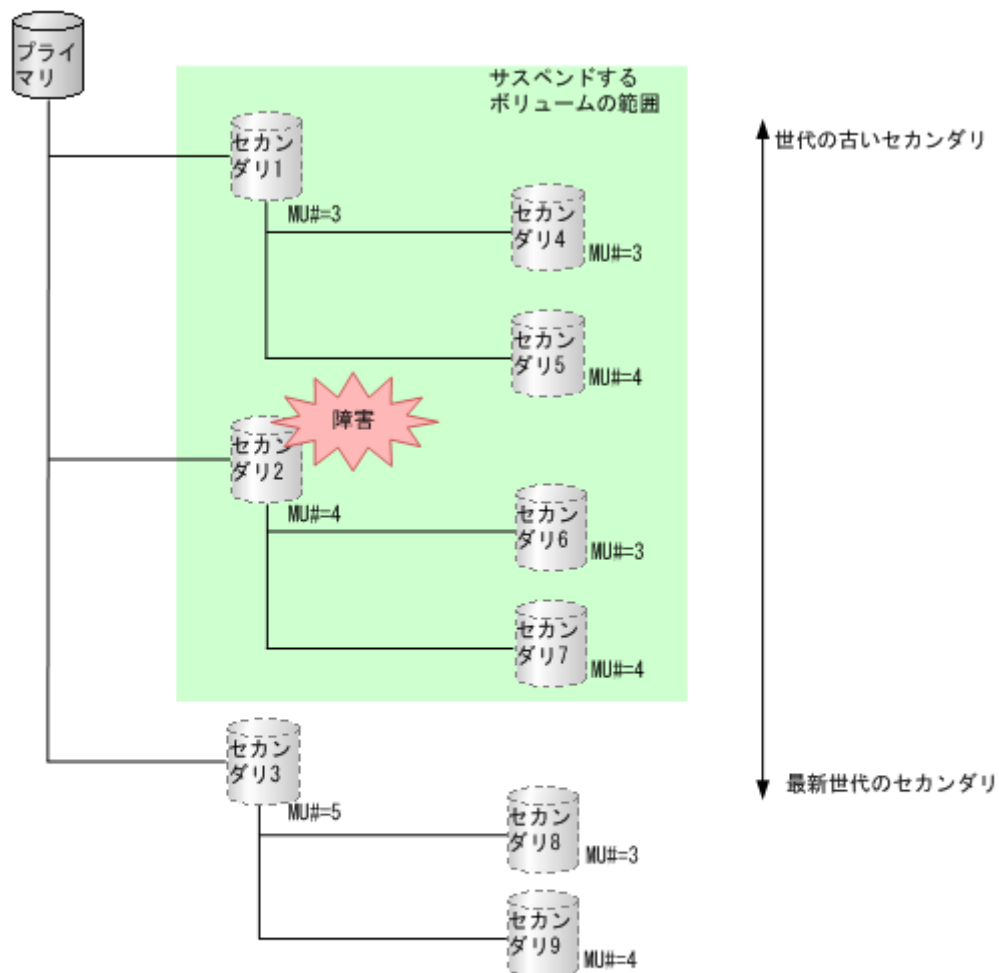 プライ
マリ
サスペンドする
ボリュームの範囲
世代の古いセカンダリ
セカン
ダリ1
MU#=3
セカン
ダリ4
MU#=3
セカン
ダリ5
MU#=4
障害
セカン
ダリ2
MU#=4
セカン
ダリ6
MU#=3
セカン
ダリ7
MU#=4
セカン
ダリ3
MU#=5
最新世代のセカンダリ
セカン
ダリ8
MU#=3
セカン
ダリ9
MU#=4